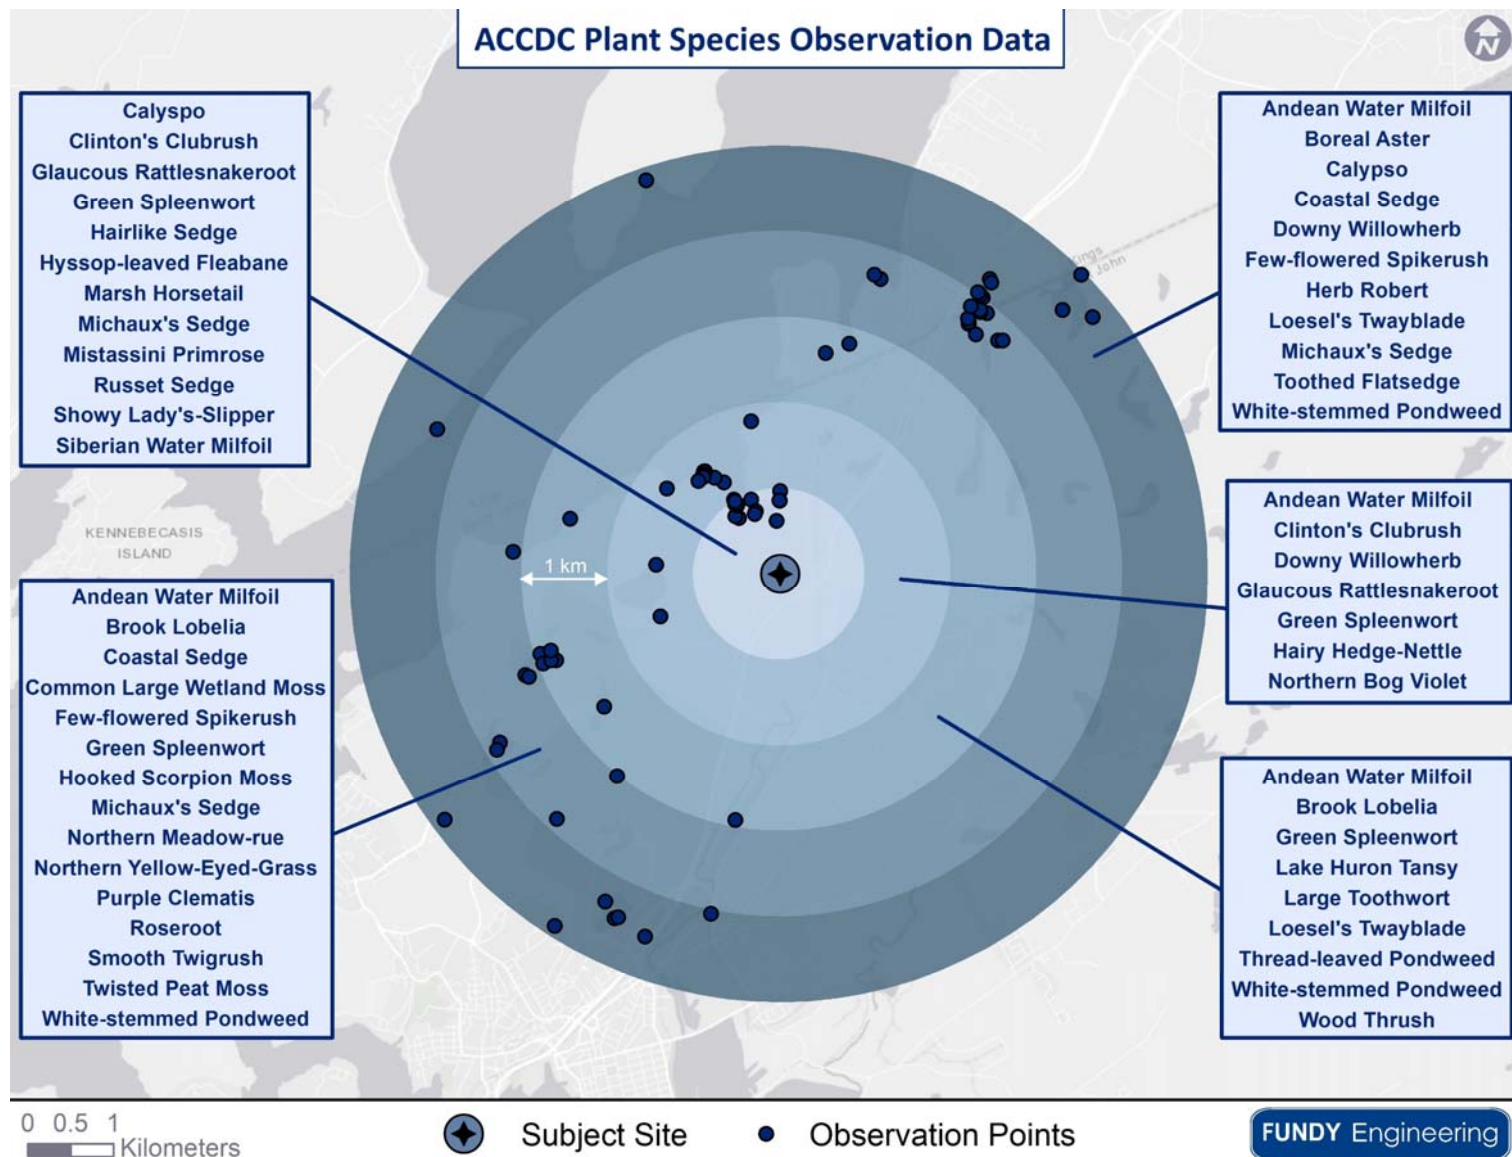 ACCDC Plant Species Observation Data
N
Calyspo
Clinton's Clubrush
Glaucous Rattlesnakeroot
Green Spleenwort
Hairlike Sedge
Hyssop-leaved Fleabane
Marsh Horsetail
Michaux's Sedge
Mistassini Primrose
Russet Sedge
Showy Lady's-Slipper
Siberian Water Milfoil
Andean Water Milfoil
Boreal Aster
Calypso
Coastal Sedge
Downy Willowherb
Few-flowered Spikerush
Herb Robert
Loesel's Twayblade
Michaux's Sedge
Toothed Flatsedge
White-stemmed Pondweed
John
KENNEBECASIS
ISLAND
1 km
Andean Water Milfoil
Clinton's Clubrush
Downy Willowherb
Glaucous Rattlesnakeroot
Green Spleenwort
Hairy Hedge-Nettle
Northern Bog Violet
Andean Water Milfoil
Brook Lobelia
Coastal Sedge
Common Large Wetland Moss
Few-flowered Spikerush
Green Spleenwort
Hooked Scorpion Moss
Michaux's Sedge
Northern Meadow-rue
Northern Yellow-Eyed-Grass
Purple Clematis
Roseroot
Smooth Twigrush
Twisted Peat Moss
White-stemmed Pondweed
Andean Water Milfoil
Brook Lobelia
Green Spleenwort
Lake Huron Tansy
Large Toothwort
Loesel's Twayblade
Thread-leaved Pondweed
White-stemmed Pondweed
Wood Thrush
0 0.5 1
Kilometers
Subject Site
Observation Points
FUNDY Engineering